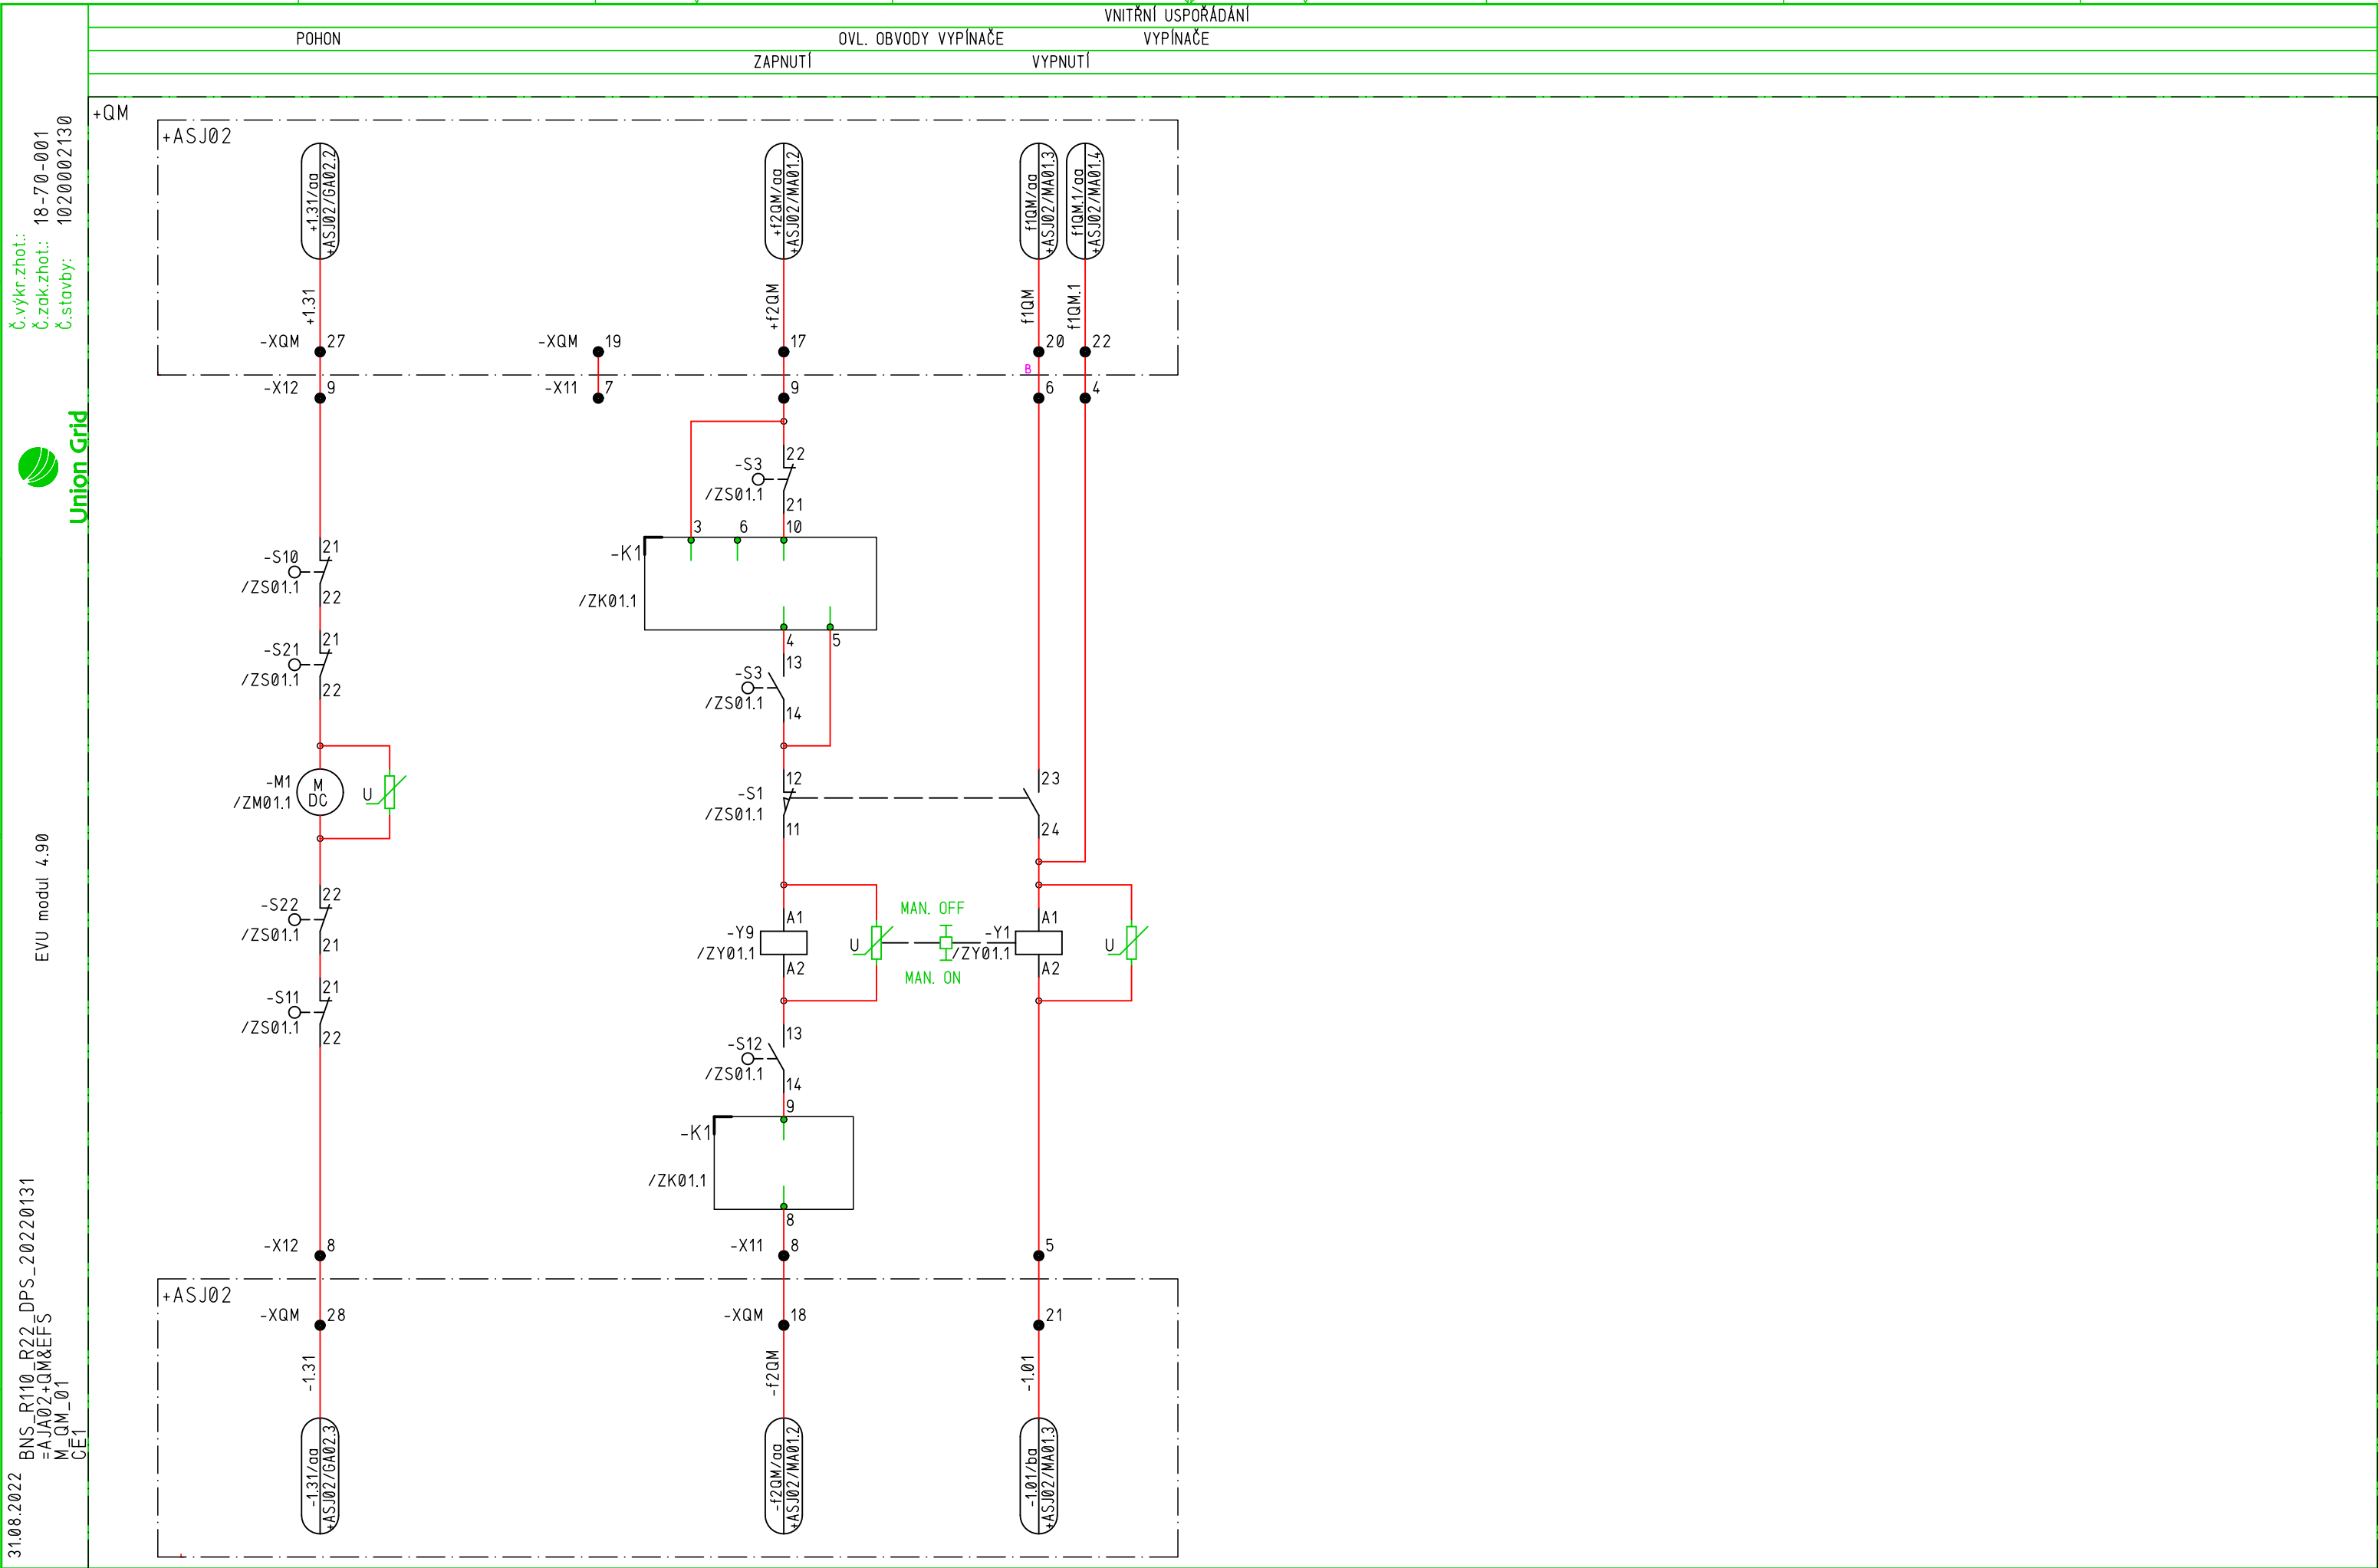 VNITŘNÍ USPOŘÁDÁNÍ
POHON
OVL. OBVODY VYPÍNAČE
VYPÍNAČE
ZAPNUTÍ
VYPNUTÍ
Č.výkr.zhot.:
Č.zak.zhot.: 18-70-001
Č.stavby: 1020002130
Union Grid
EVU modul 4.90
BNS_R110_R22_DPS_20220131
=AJA02+QM&EFS
M_QM_01
ČE1
31.08.2022
+QM
+ASJ02
+1.31/aa
+ASJ02/GA02.2
+f2QM/aa
+ASJ02/MA01.2
f1QM/aa
+ASJ02/MA01.3
f1QM.1/aa
+ASJ02/MA01.4
+1.31
+f2QM
f1QM
f1QM.1
-XQM 27
-XQM 19
17
20
22
B
-X12 9
-X11 7
9
6
4
22
-S3
/ZS01.1
21
3 6 10
-K1
/ZK01.1
4 5
21
-S10
/ZS01.1
22
21
-S21
/ZS01.1
22
13
-S3
/ZS01.1
14
-M1
/ZM01.1
M
DC
U
12
-S1
/ZS01.1
11
23
24
22
-S22
/ZS01.1
21
A1
-Y9
/ZY01.1
A2
U
MAN. OFF
MAN. ON
A1
-Y1
/ZY01.1
A2
U
21
-S11
/ZS01.1
22
13
-S12
/ZS01.1
14
9
-K1
/ZK01.1
8
-X12 8
-X11 8
5
+ASJ02
-XQM 28
-XQM 18
21
-1.31
-f2QM
-1.01
-1.31/aa
+ASJ02/GA02.3
-f2QM/aa
+ASJ02/MA01.2
-1.01/ba
+ASJ02/MA01.3